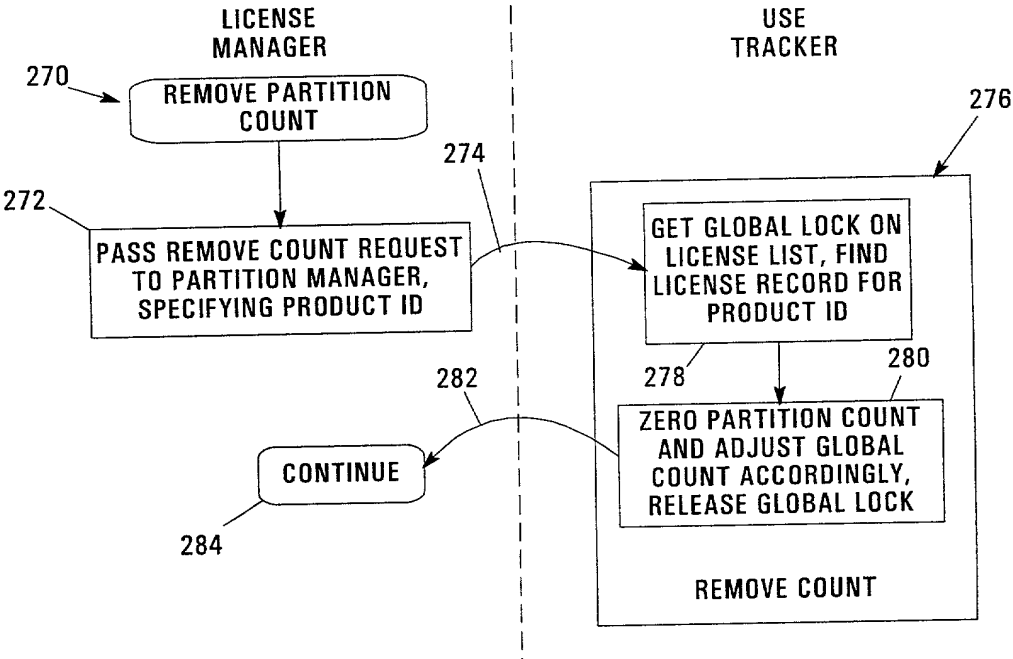 LICENSE
MANAGER
USE
TRACKER
270
REMOVE PARTITION
COUNT
276
274
272
PASS REMOVE COUNT REQUEST
TO PARTITION MANAGER,
SPECIFYING PRODUCT ID
GET GLOBAL LOCK ON
LICENSE LIST, FIND
LICENSE RECORD FOR
PRODUCT ID
278
280
282
ZERO PARTITION COUNT
AND ADJUST GLOBAL
COUNT ACCORDINGLY,
RELEASE GLOBAL LOCK
CONTINUE
284
REMOVE COUNT